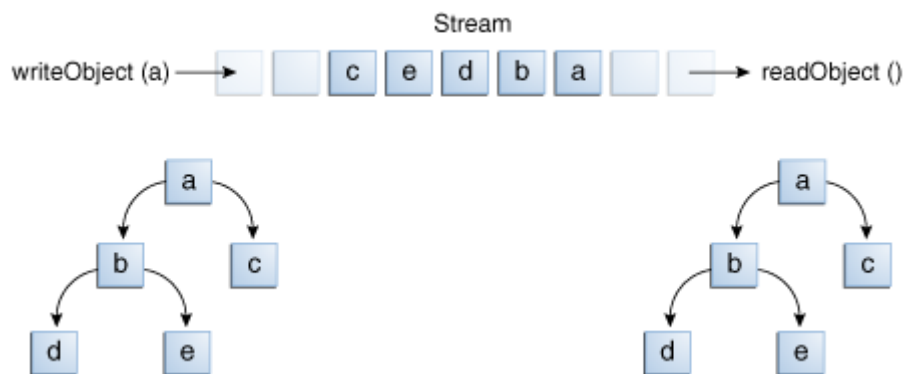 Stream
writeObject (a) c e d b a readObject ()
a a
b c b c
d e d e